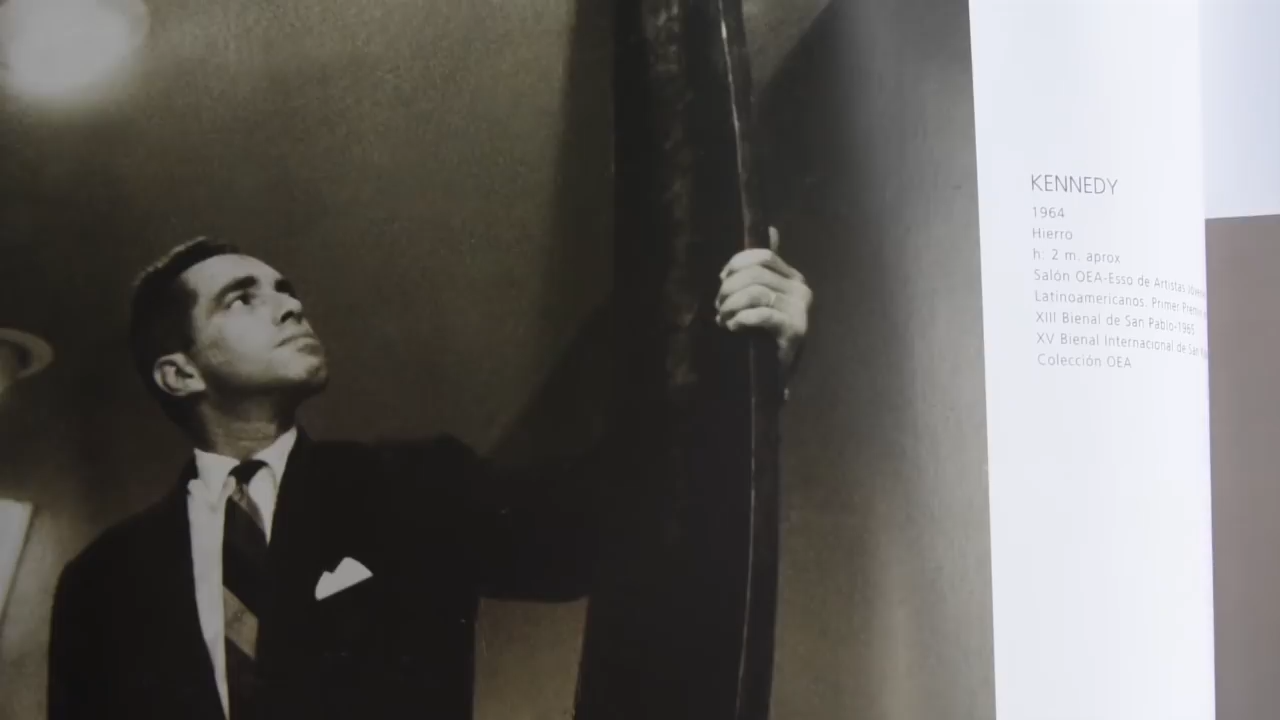 KENNEDY
1964
Hierro
h: 2 m. aprox
Salón OEA-Esso de Artistas
Latinoamericanos. Primer Premio
XIII Bienal de San Pablo-1965
XV Bienal Internacional de San
Colección OEA